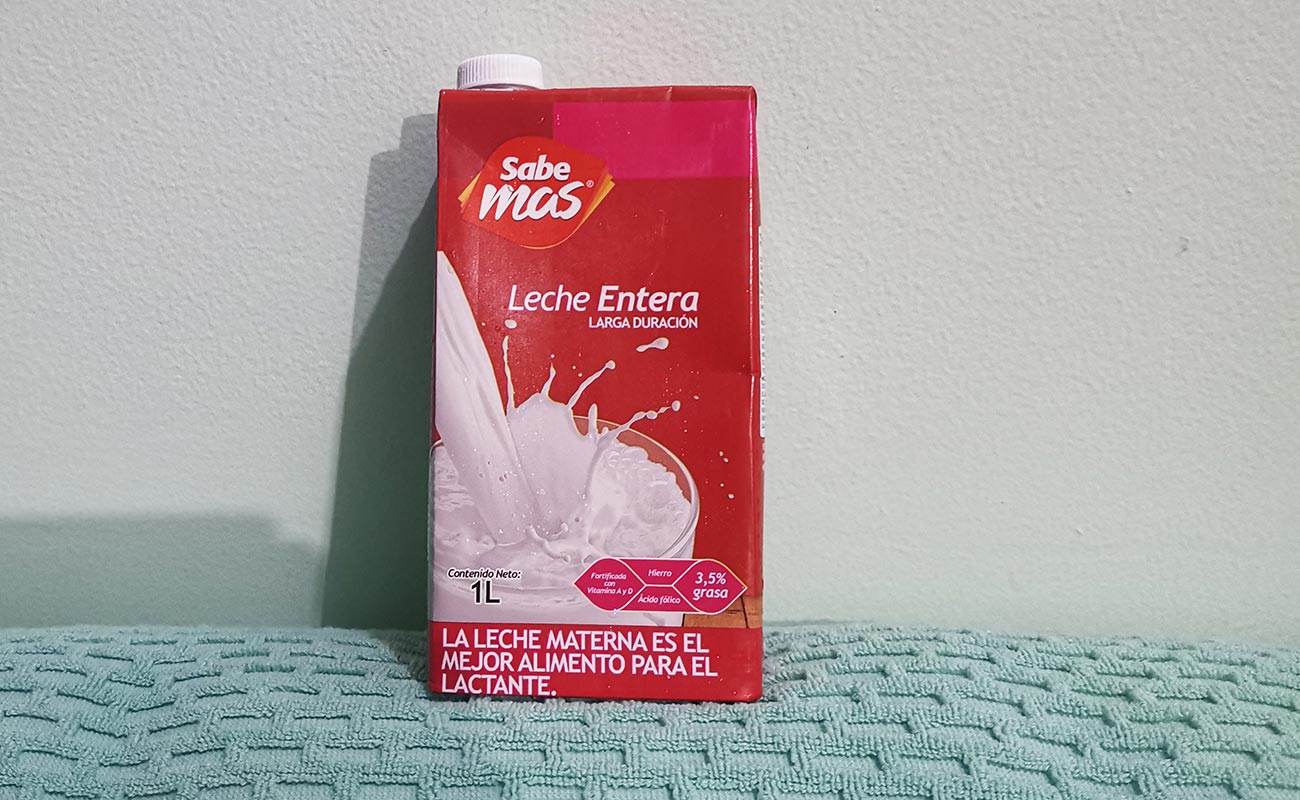 Sabe
mas®
Leche Entera
LARGA DURACIÓN
Contenido Neto:
1L
Fortificada
con
Vitamina A y D
Hierro
Ácido fólico
3,5%
grasa
LA LECHE MATERNA ES EL
MEJOR ALIMENTO PARA EL
LACTANTE.